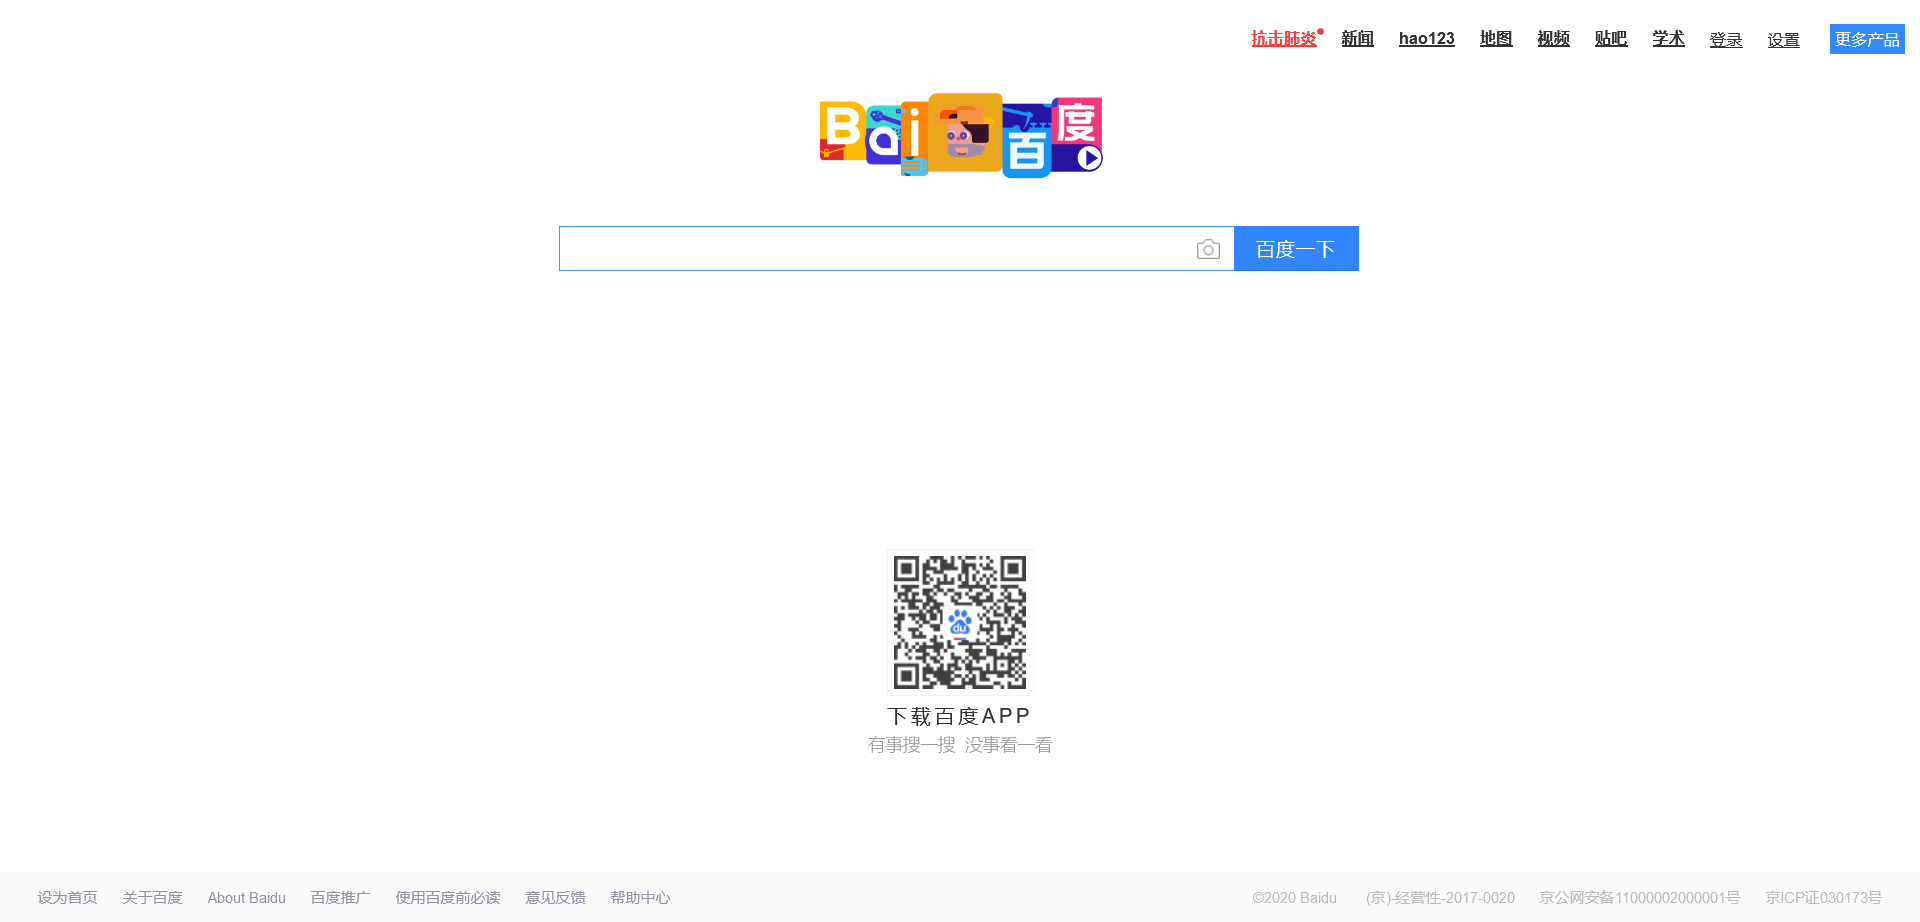 抗击肺炎 新闻 hao123 地图 视频 贴吧 学术 登录 设置 更多产品
Bai 百度
百度一下
du
下载百度APP
有事搜一搜 没事看一看
设为首页 关于百度 About Baidu 百度推广 使用百度前必读 意见反馈 帮助中心 ©2020 Baidu (京)-经营性-2017-0020 京公网安备11000002000001号 京ICP证030173号